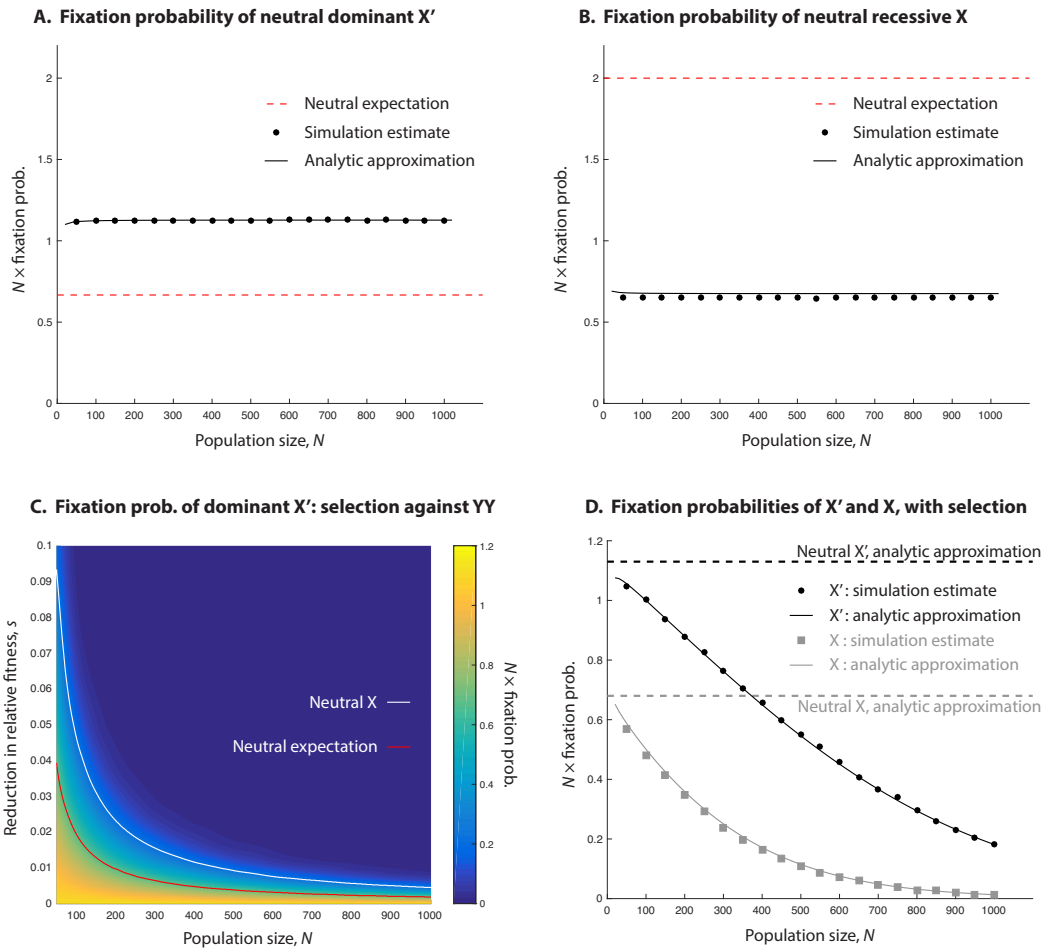 A. Fixation probability of neutral dominant X′
2
1.5
1
0.5
0
N × fixation prob.
Neutral expectation
Simulation estimate
Analytic approximation
0 100 200 300 400 500 600 700 800 900 1000
Population size, N
B. Fixation probability of neutral recessive X
2
1.5
1
0.5
0
N × fixation prob.
Neutral expectation
Simulation estimate
Analytic approximation
0 100 200 300 400 500 600 700 800 900 1000
Population size, N
C. Fixation prob. of dominant X′: selection against YY
0.1
0.09
0.08
0.07
0.06
0.05
0.04
0.03
0.02
0.01
0
Reduction in relative fitness, s
Neutral X
Neutral expectation
100 200 300 400 500 600 700 800 900 1000
Population size, N
1.2
1
0.8
0.6
0.4
0.2
0
N × fixation prob.
D. Fixation probabilities of X′ and X, with selection
1.2
1
0.8
0.6
0.4
0.2
0
N × fixation prob.
Neutral X′, analytic approximation
X′ : simulation estimate
X′ : analytic approximation
X : simulation estimate
X : analytic approximation
Neutral X, analytic approximation
0 100 200 300 400 500 600 700 800 900 1000
Population size, N